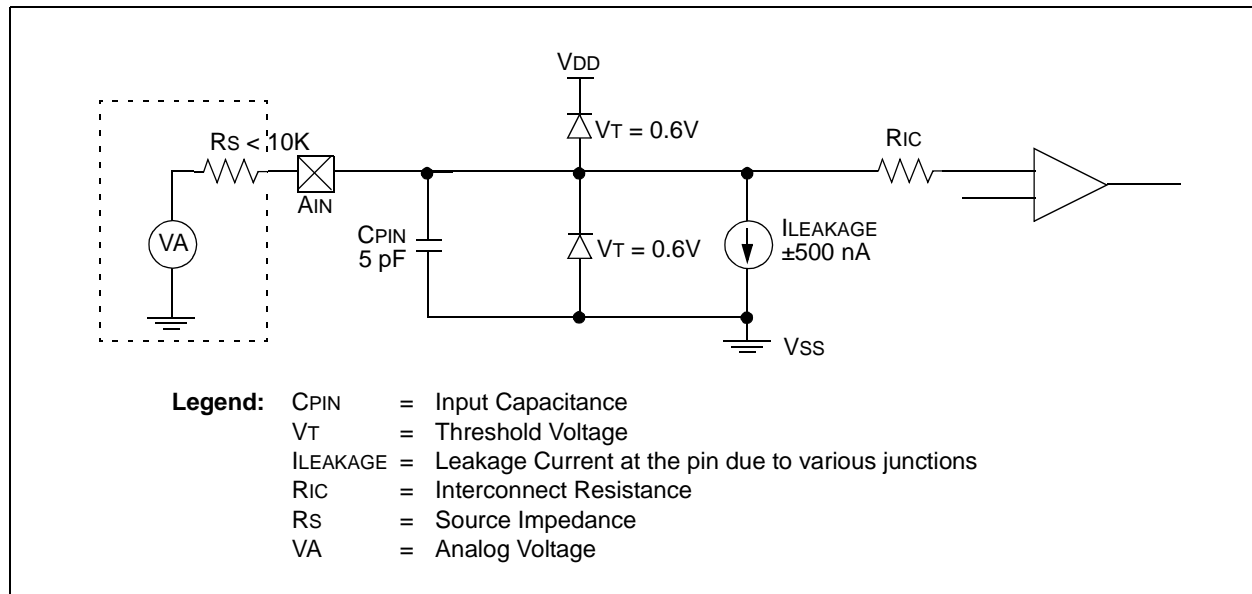 VDD
VT = 0.6V
RS < 10K
RIC
AIN
VA
CPIN
5 pF
VT = 0.6V
ILEAKAGE
±500 nA
VSS
Legend: CPIN = Input Capacitance
VT = Threshold Voltage
ILEAKAGE = Leakage Current at the pin due to various junctions
RIC = Interconnect Resistance
RS = Source Impedance
VA = Analog Voltage